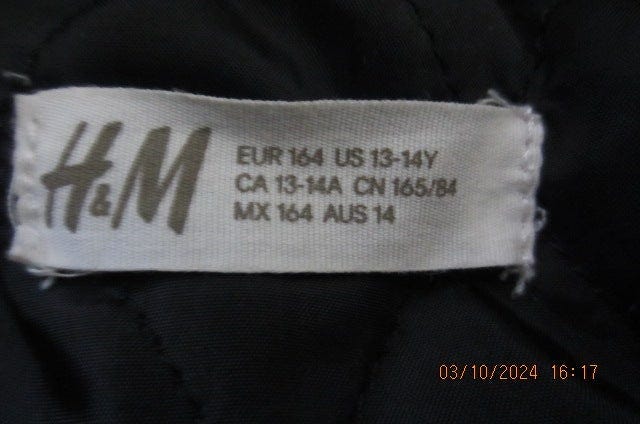 H&M
EUR 164 US 13-14Y
CA 13-14A CN 165/84
MX 164 AUS 14
03/10/2024 16:17